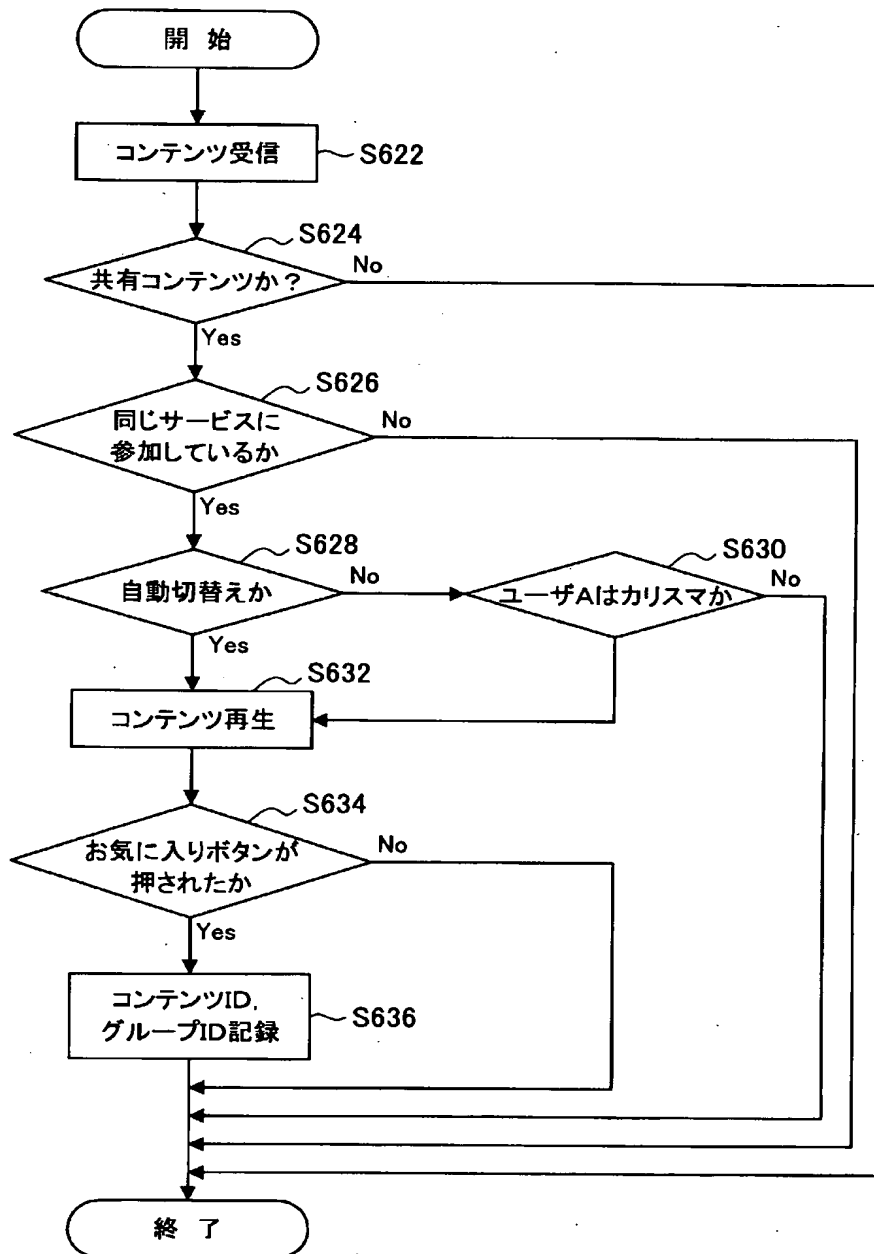 開始
コンテンツ受信
S622
S624
共有コンテンツか?
No
Yes
S626
同じサービスに
参加しているか
No
Yes
S628
自動切替えか
No
S630
ユーザAはカリスマか
No
Yes
S632
コンテンツ再生
S634
お気に入りボタンが
押されたか
No
Yes
コンテンツID,
グループID記録
S636
終了